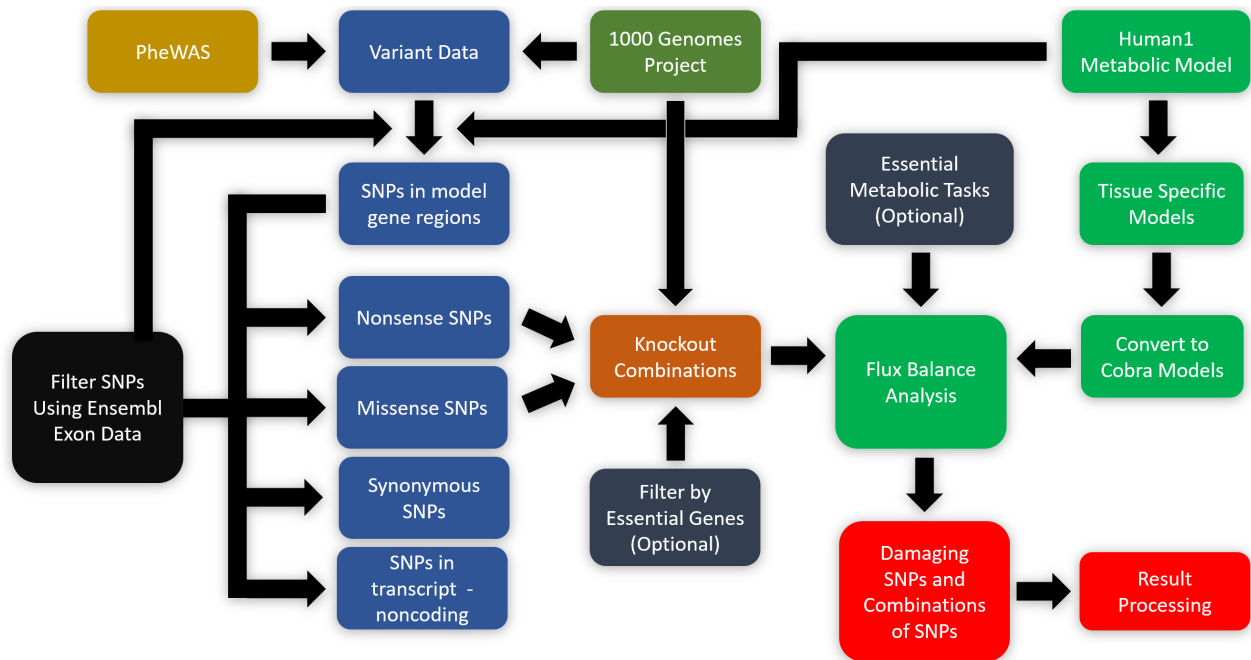 PheWAS
Variant Data
1000 Genomes
Project
Human1
Metabolic Model
SNPs in model
gene regions
Essential
Metabolic Tasks
(Optional)
Tissue Specific
Models
Nonsense SNPs
Filter SNPs
Using Ensembl
Exon Data
Missense SNPs
Knockout
Combinations
Flux Balance
Analysis
Convert to
Cobra Models
Synonymous
SNPs
Filter by
Essential Genes
(Optional)
SNPs in
transcript -
noncoding
Damaging
SNPs and
Combinations
of SNPs
Result
Processing